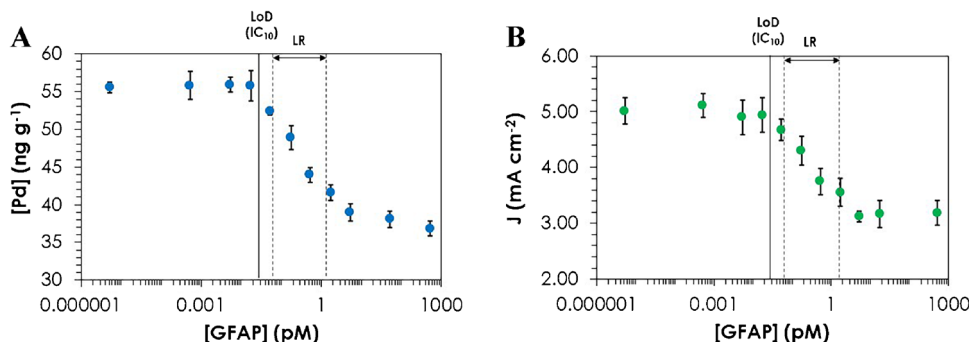 A
LoD
(IC10)
LR
60
55
50
45
40
35
30
[Pd] (ng g-1)
0.000001 0.001 1 1000
[GFAP] (pM)
B
LoD
(IC10)
LR
6.00
5.00
4.00
3.00
2.00
J (mA cm-2)
0.000001 0.001 1 1000
[GFAP] (pM)